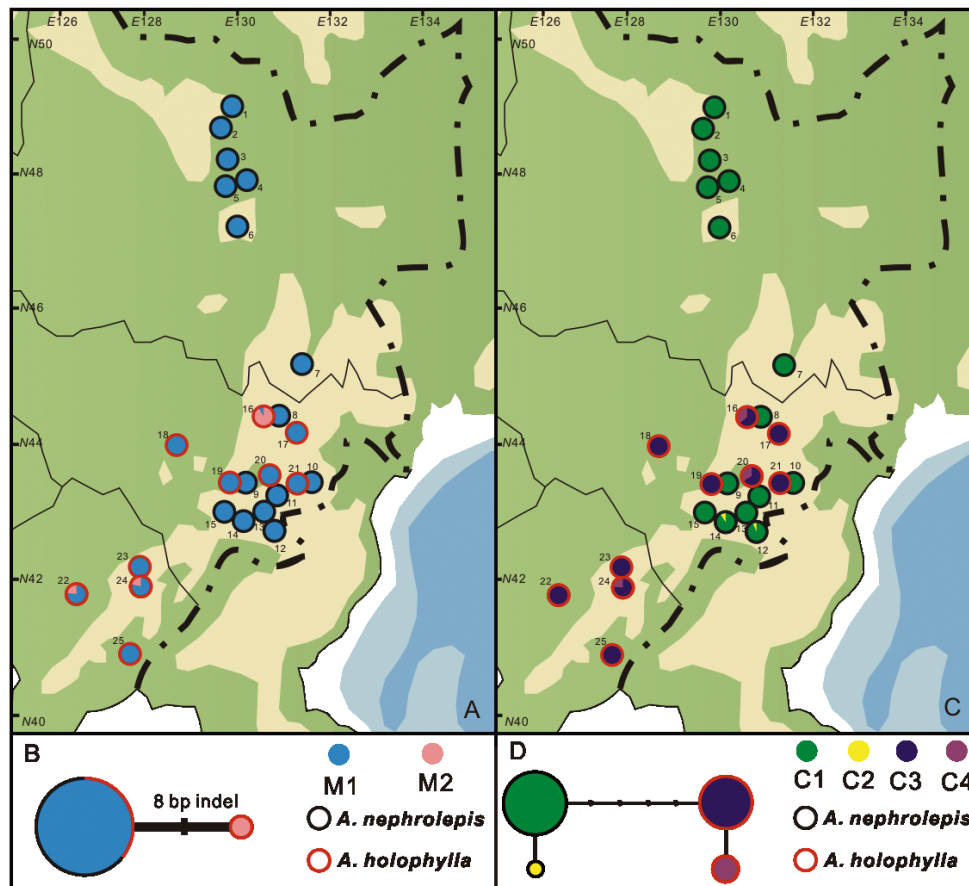 E126 E128 E130 E132 E134
N50
N48
N46
N44
N42
N40
1
2
3
4
5
6
7
16
8
17
18
20
19
21 10
9
11
15
13
14
12
23
22
24
25
A
E126 E128 E130 E132 E134
N50
N48
N46
N44
N42
N40
1
2
3
4
5
6
7
16
8
17
18
20
19
21 10
9
11
15
13
14
12
23
22
24
25
C
B
8 bp indel
M1 M2
A. nephrolepis
A. holophylla
D
C1 C2 C3 C4
A. nephrolepis
A. holophylla